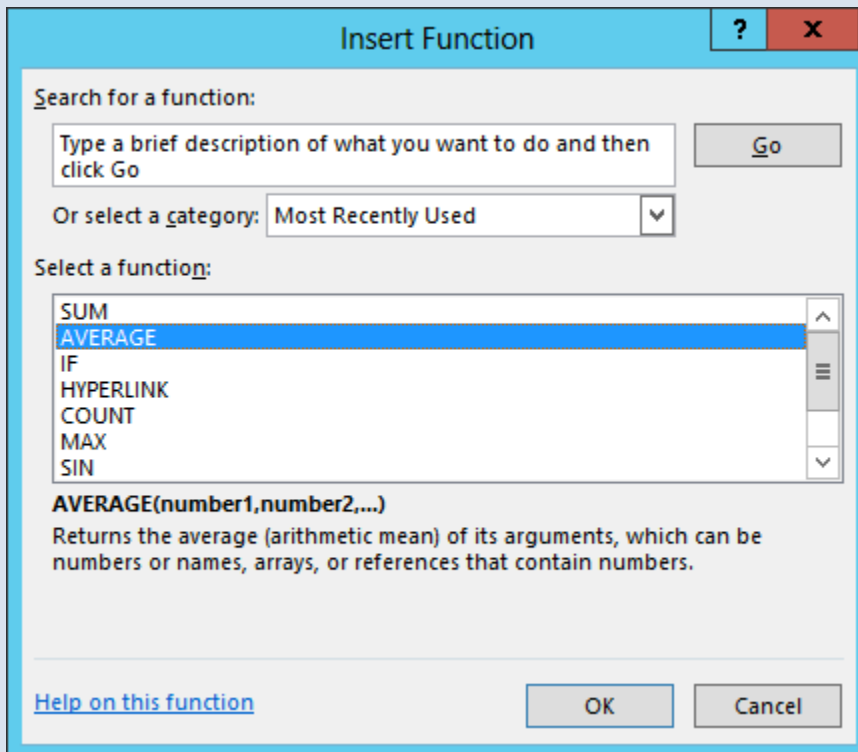 Insert Function
?
x
Search for a function:
Type a brief description of what you want to do and then
click Go
Go
Or select a category:
Most Recently Used
Select a function:
SUM
AVERAGE
IF
HYPERLINK
COUNT
MAX
SIN
AVERAGE(number1,number2,...)
Returns the average (arithmetic mean) of its arguments, which can be
numbers or names, arrays, or references that contain numbers.
Help on this function
OK
Cancel